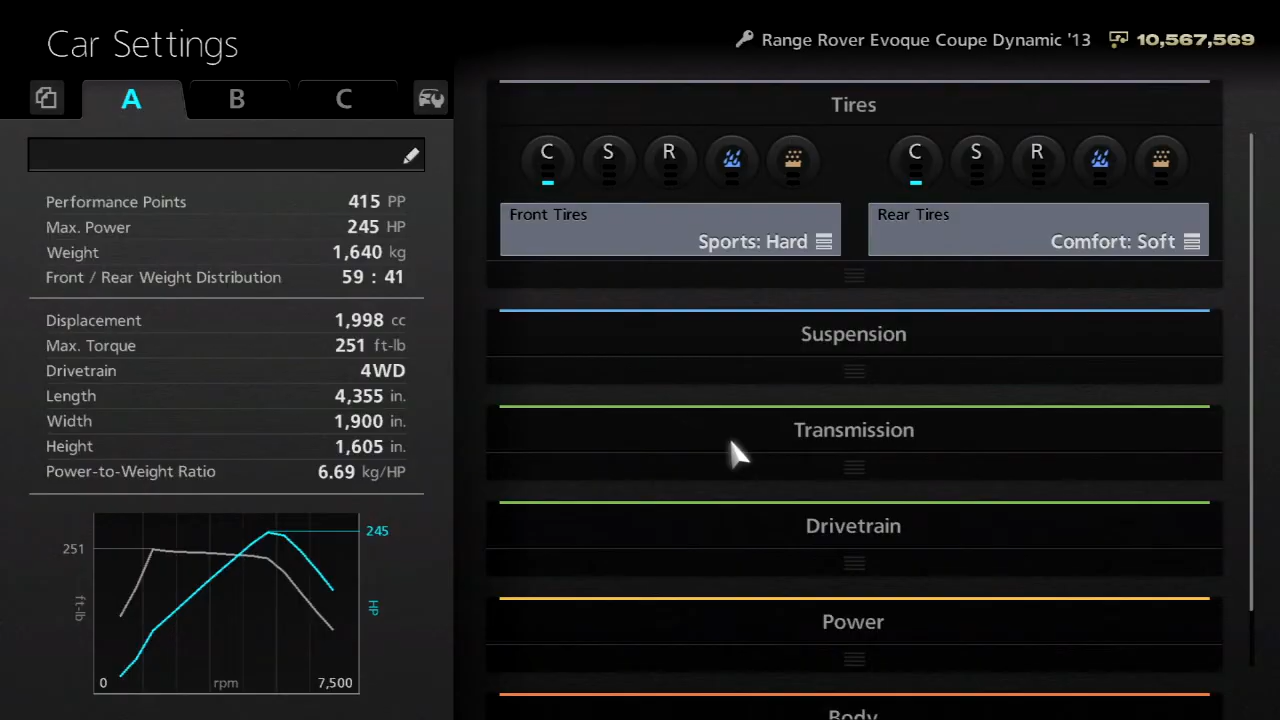 Car Settings
Range Rover Evoque Coupe Dynamic '13 10,567,569
A B C
Tires
C S R C S R
Front Tires Rear Tires
Sports: Hard Comfort: Soft
Performance Points 415 PP
Max. Power 245 HP
Weight 1,640 kg
Front / Rear Weight Distribution 59 : 41
Displacement 1,998 cc
Max. Torque 251 ft-lb
Drivetrain 4WD
Length 4,355 in.
Width 1,900 in.
Height 1,605 in.
Power-to-Weight Ratio 6.69 kg/HP
245
251
ft-lb
HP
0 rpm 7,500
Suspension
Transmission
Drivetrain
Power
Body